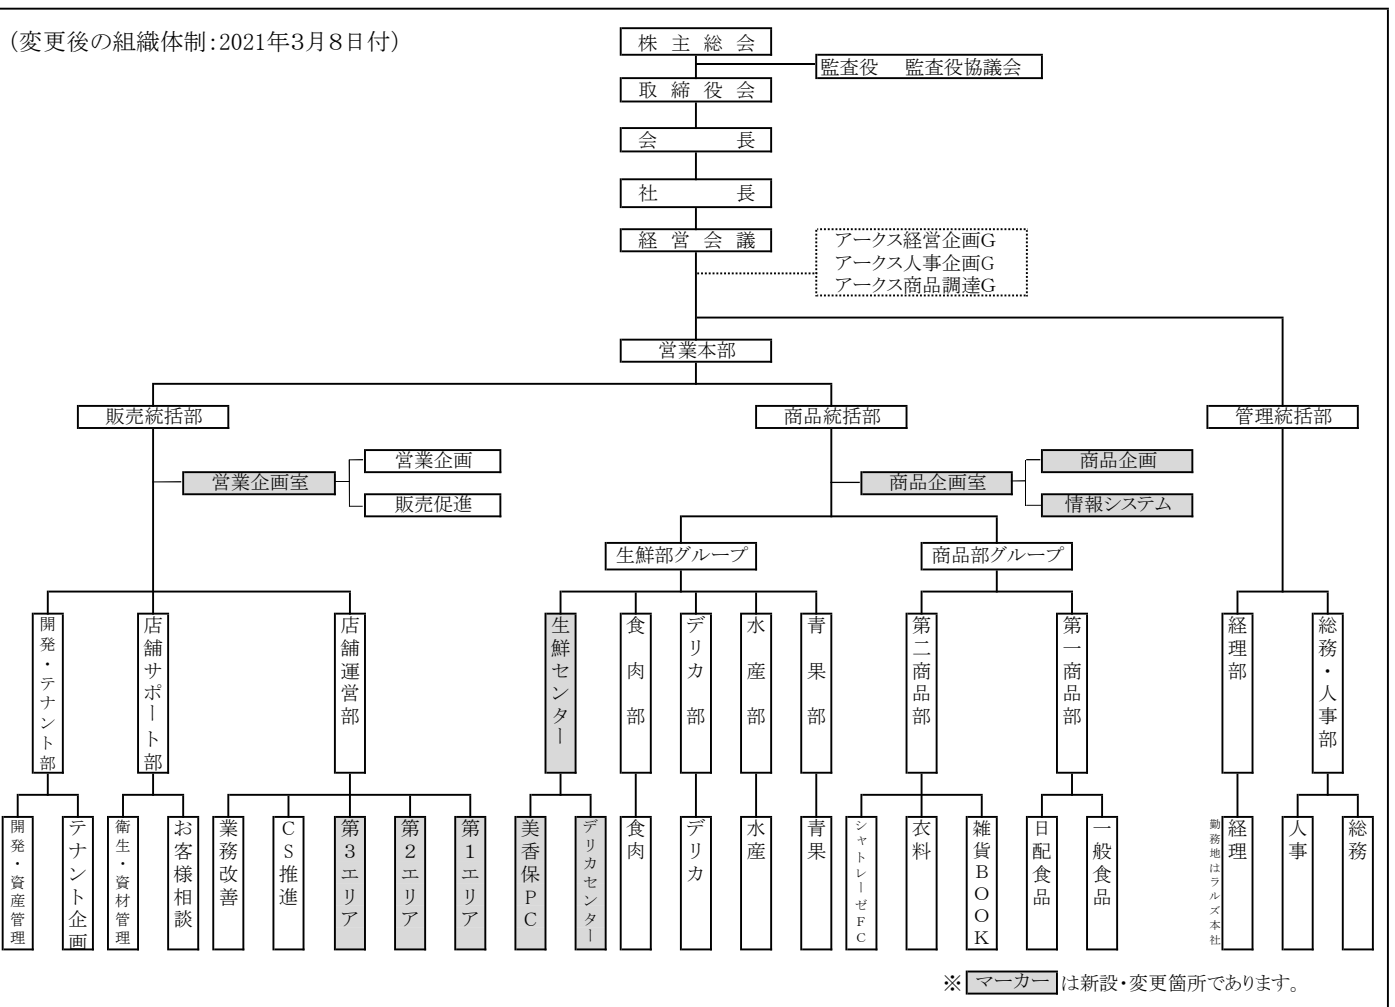 （変更後の組織体制：2021年3月8日付）
株主総会
監査役　監査役協議会
取締役会
会長
社長
経営会議
アークス経営企画G
アークス人事企画G
アークス商品調達G
営業本部
販売統括部
商品統括部
管理統括部
営業企画室
営業企画
販売促進
商品企画室
商品企画
情報システム
生鮮部グループ
商品部グループ
開発・テナント部
店舗サポート部
店舗運営部
生鮮センター
食肉部
デリカ部
水産部
青果部
第二商品部
第一商品部
経理部
総務・人事部
開発・資産管理
テナント企画
衛生・資材管理
お客様相談
業務改善
CS推進
第3エリア
第2エリア
第1エリア
美香保PC
デリカセンター
食肉
デリカ
水産
青果
シャトレーゼFC
衣料
雑貨BOOK
日配食品
一般食品
勤務地はラルズ本社
経理
人事
総務
※マーカーは新設・変更箇所であります。